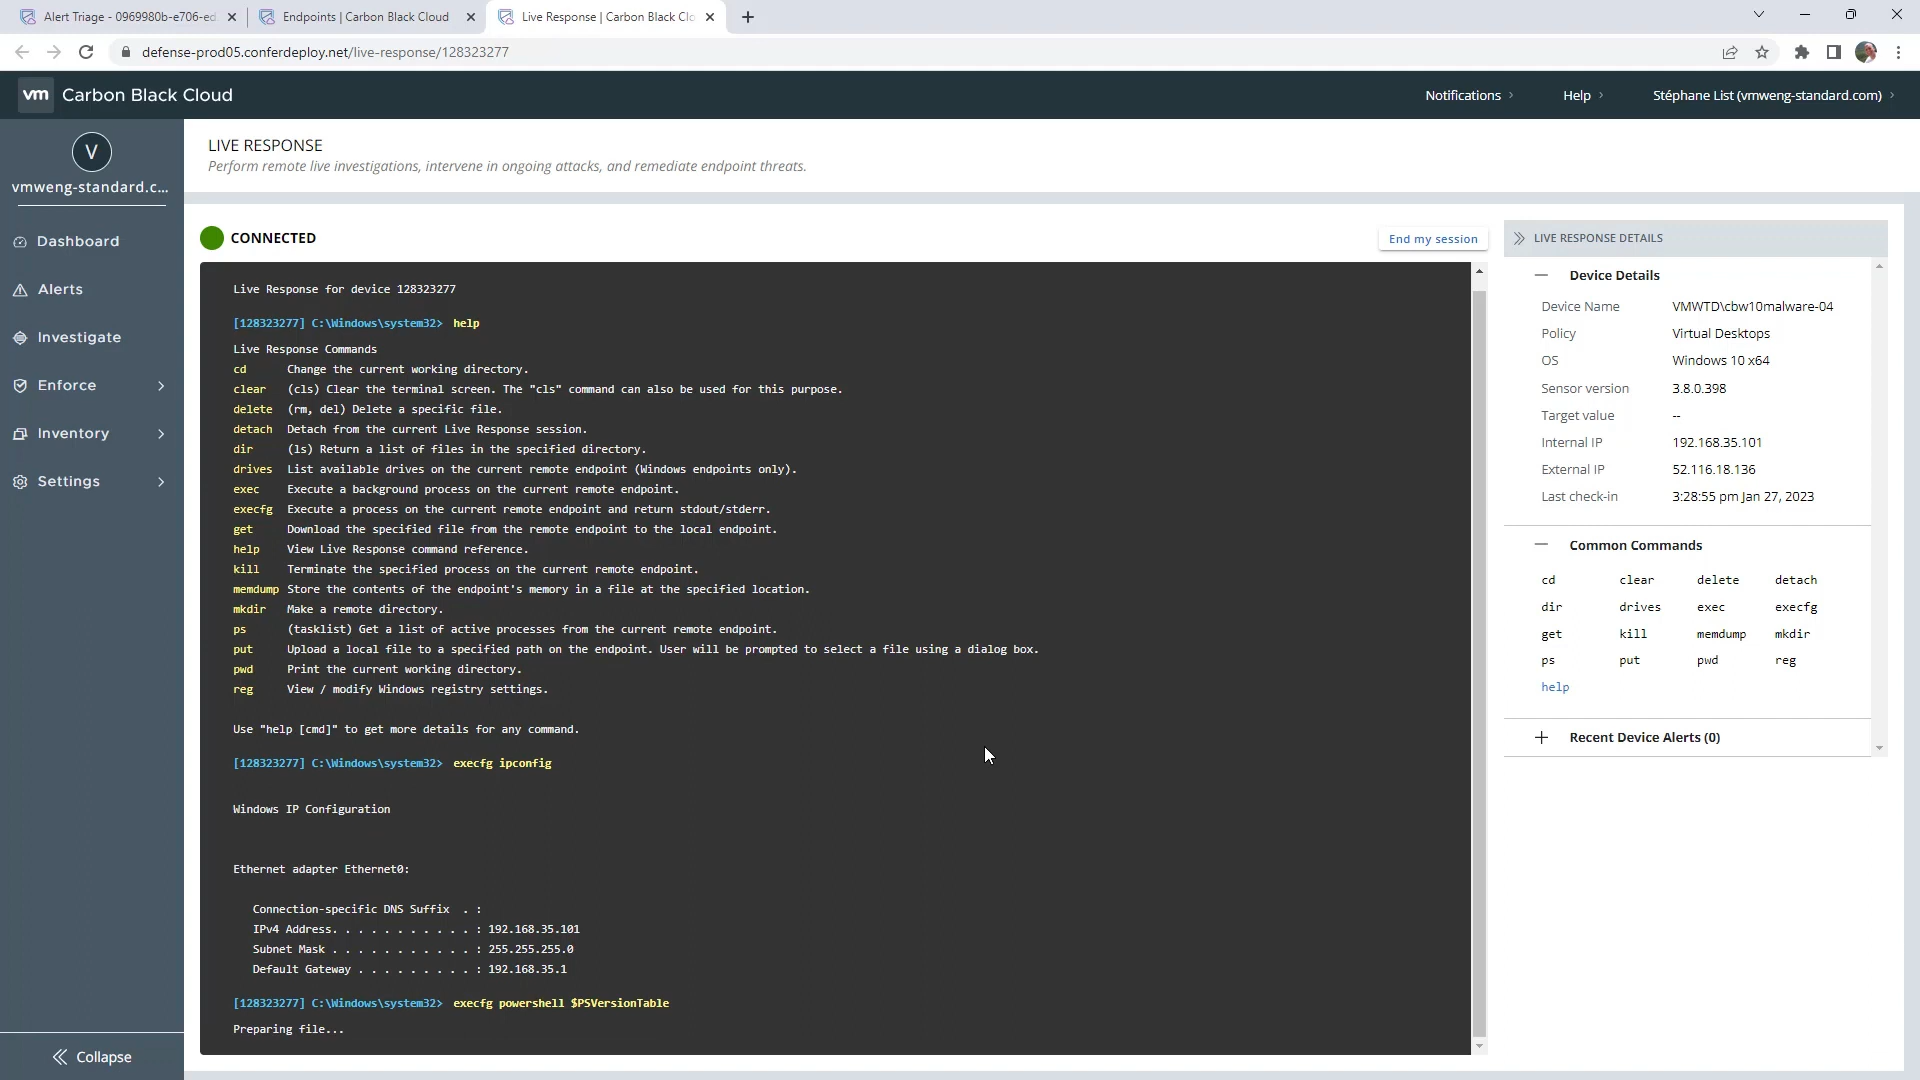 Alert Triage - 0969980b-e706-ed
Endpoints | Carbon Black Cloud
Live Response | Carbon Black Clo
defense-prod05.conferdeploy.net/live-response/128323277
vm Carbon Black Cloud
Notifications
Help
Stéphane List (vmweng-standard.com)
V
vmweng-standard.c...
Dashboard
Alerts
Investigate
Enforce
Inventory
Settings
Collapse
LIVE RESPONSE
Perform remote live investigations, intervene in ongoing attacks, and remediate endpoint threats.
CONNECTED
End my session
Live Response for device 128323277
[128323277] C:\Windows\system32> help
Live Response Commands
cd Change the current working directory.
clear (cls) Clear the terminal screen. The "cls" command can also be used for this purpose.
delete (rm, del) Delete a specific file.
detach Detach from the current Live Response session.
dir (ls) Return a list of files in the specified directory.
drives List available drives on the current remote endpoint (Windows endpoints only).
exec Execute a background process on the current remote endpoint.
execfg Execute a process on the current remote endpoint and return stdout/stderr.
get Download the specified file from the remote endpoint to the local endpoint.
help View Live Response command reference.
kill Terminate the specified process on the current remote endpoint.
memdump Store the contents of the endpoint's memory in a file at the specified location.
mkdir Make a remote directory.
ps (tasklist) Get a list of active processes from the current remote endpoint.
put Upload a local file to a specified path on the endpoint. User will be prompted to select a file using a dialog box.
pwd Print the current working directory.
reg View / modify Windows registry settings.
Use "help [cmd]" to get more details for any command.
[128323277] C:\Windows\system32> execfg ipconfig
Windows IP Configuration
Ethernet adapter Ethernet0:
Connection-specific DNS Suffix . :
IPv4 Address. . . . . . . . . . . : 192.168.35.101
Subnet Mask . . . . . . . . . . . : 255.255.255.0
Default Gateway . . . . . . . . . : 192.168.35.1
[128323277] C:\Windows\system32> execfg powershell $PSVersionTable
Preparing file...
LIVE RESPONSE DETAILS
Device Details
Device Name VMWTD\cbw10malware-04
Policy Virtual Desktops
OS Windows 10 x64
Sensor version 3.8.0.398
Target value --
Internal IP 192.168.35.101
External IP 52.116.18.136
Last check-in 3:28:55 pm Jan 27, 2023
Common Commands
cd clear delete detach
dir drives exec execfg
get kill memdump mkdir
ps put pwd reg
help
Recent Device Alerts (0)